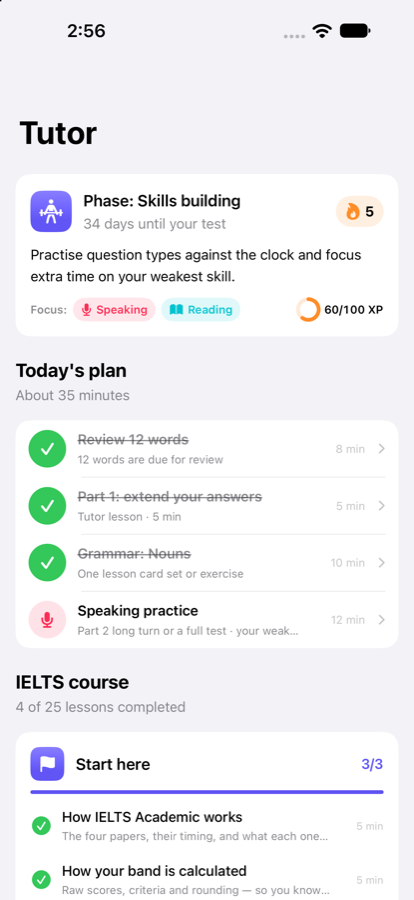 2:56
Tutor
Phase: Skills building
34 days until your test
5
Practise question types against the clock and focus
extra time on your weakest skill.
Focus: Speaking Reading 60/100 XP
Today's plan
About 35 minutes
Review 12 words
12 words are due for review
8 min
Part 1: extend your answers
Tutor lesson · 5 min
5 min
Grammar: Nouns
One lesson card set or exercise
10 min
Speaking practice
Part 2 long turn or a full test · your weak...
12 min
IELTS course
4 of 25 lessons completed
Start here 3/3
How IELTS Academic works
The four papers, their timing, and what each one...
5 min
How your band is calculated
Raw scores, criteria and rounding — so you know...
5 min